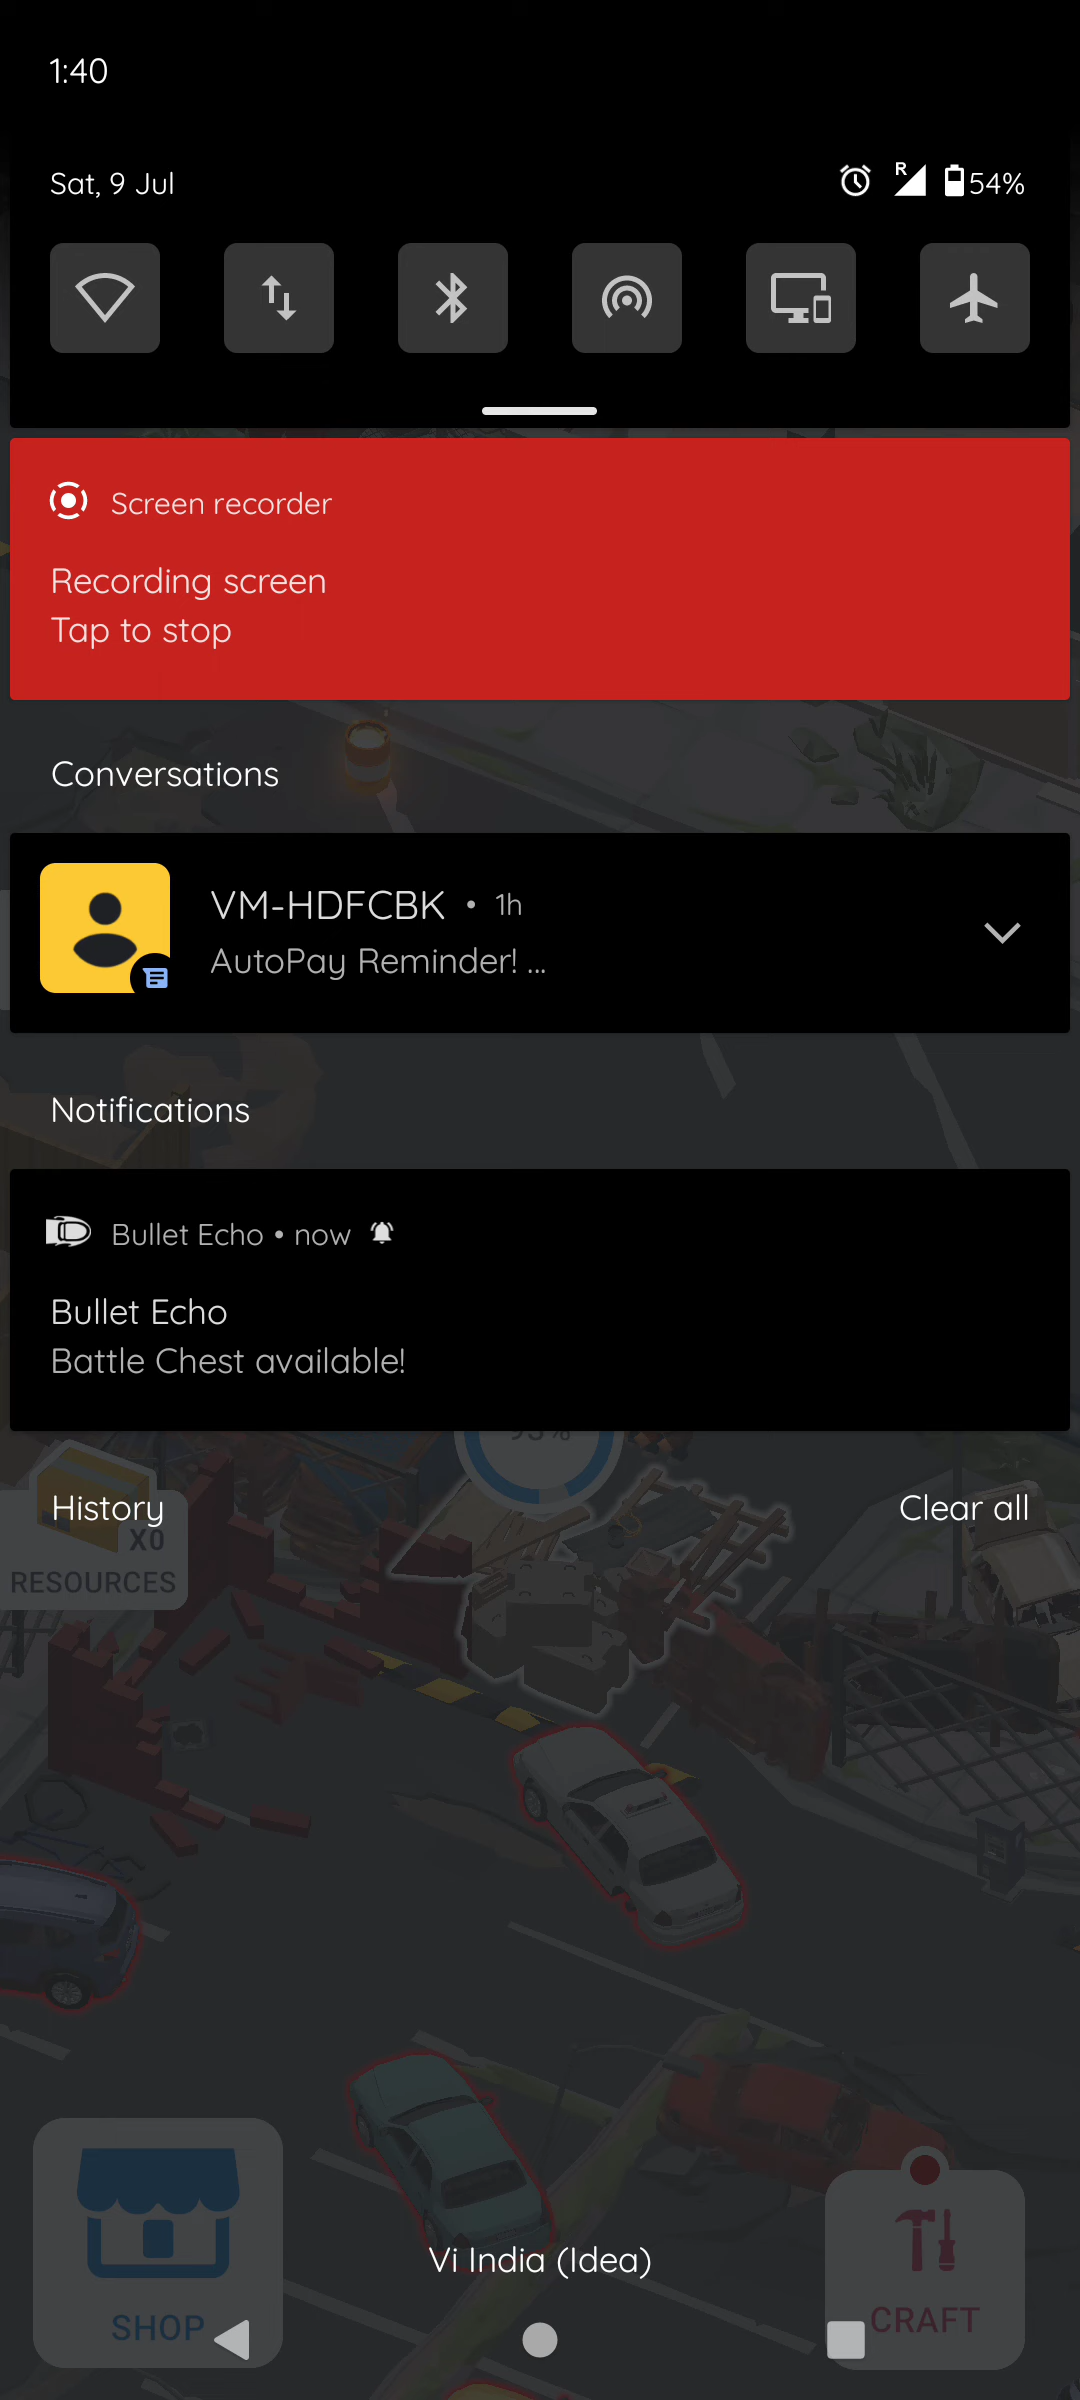 1:40
Sat, 9 Jul
R
54%
Screen recorder
Recording screen
Tap to stop
Conversations
VM-HDFCBK • 1h
AutoPay Reminder! ...
Notifications
Bullet Echo • now
Bullet Echo
Battle Chest available!
History
Clear all
X0
RESOURCES
Vi India (Idea)
SHOP
CRAFT